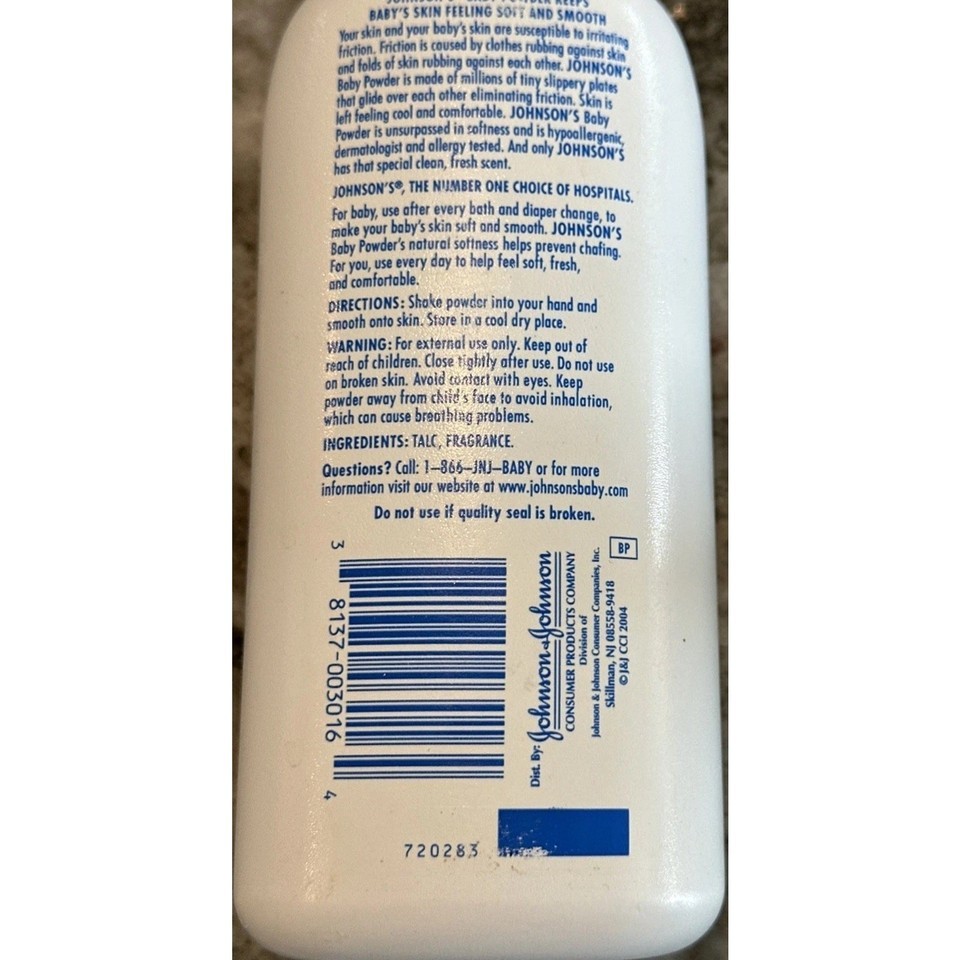 JOHNSON'S BABY POWDER KEEPS
BABY'S SKIN FEELING SOFT AND SMOOTH
Your skin and your baby's skin are susceptible to irritating
friction. Friction is caused by clothes rubbing against skin
and folds of skin rubbing against each other. JOHNSON'S
Baby Powder is made of millions of tiny slippery plates
that glide over each other eliminating friction. Skin is
left feeling cool and comfortable. JOHNSON'S Baby
Powder is unsurpassed in softness and is hypoallergenic,
dermatologist and allergy tested. And only JOHNSON'S
has that special clean, fresh scent.
JOHNSON'S®, THE NUMBER ONE CHOICE OF HOSPITALS.
For baby, use after every bath and diaper change, to
make your baby's skin soft and smooth. JOHNSON'S
Baby Powder's natural softness helps prevent chafing.
For you, use every day to help feel soft, fresh,
and comfortable.
DIRECTIONS: Shake powder into your hand and
smooth onto skin. Store in a cool dry place.
WARNING: For external use only. Keep out of
reach of children. Close tightly after use. Do not use
on broken skin. Avoid contact with eyes. Keep
powder away from child's face to avoid inhalation,
which can cause breathing problems.
INGREDIENTS: TALC, FRAGRANCE.
Questions? Call: 1–866–JNJ–BABY or for more
information visit our website at www.johnsonsbaby.com
Do not use if quality seal is broken.
3 8137-003016 4
Dist. By: Johnson & Johnson
CONSUMER PRODUCTS COMPANY
Division of
Johnson & Johnson Consumer Companies, Inc.
Skillman, NJ 08558-9418
© J&J CCI 2004
BP
720283